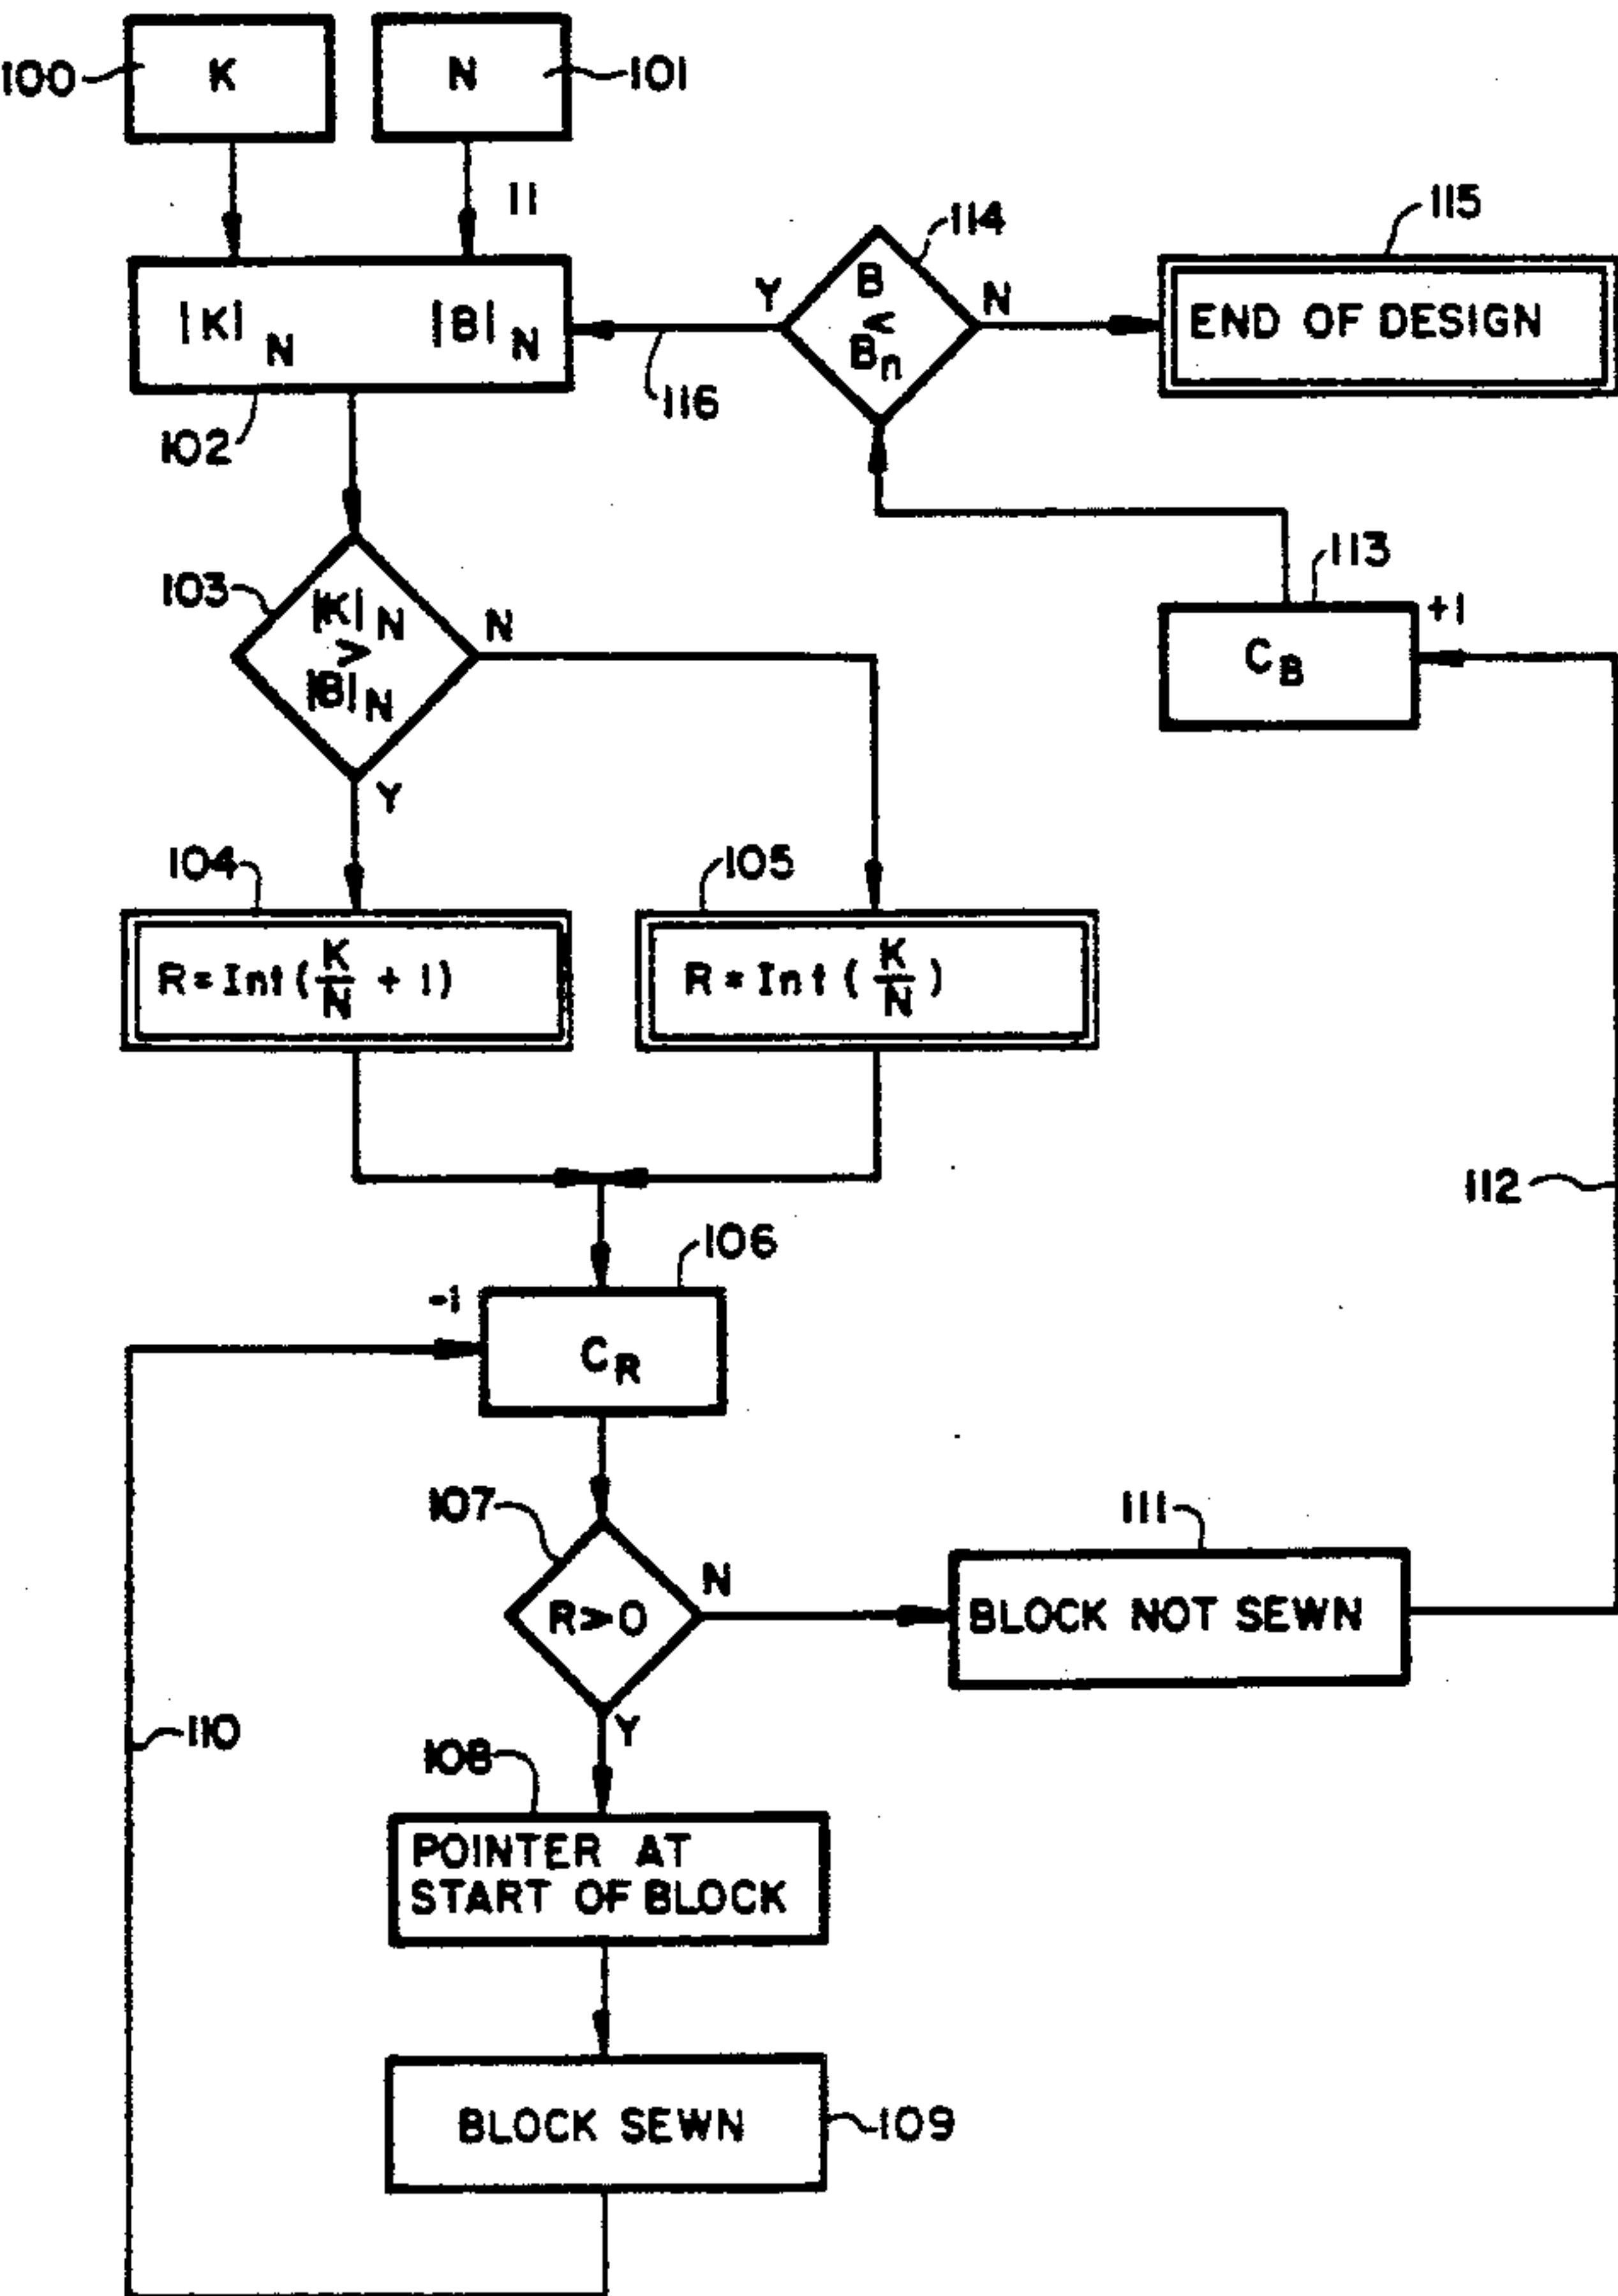 100
K
N
101
11
|K| N |B| N
102
B
<
Bn
114
Y
N
115
END OF DESIGN
116
103
|K| N
>
|B| N
N
Y
113
+1
CB
104
R=Int(K/N + 1)
105
R=Int(K/N)
112
106
-1
CR
107
R>0
N
Y
111
BLOCK NOT SEWN
110
108
POINTER AT
START OF BLOCK
BLOCK SEWN
109